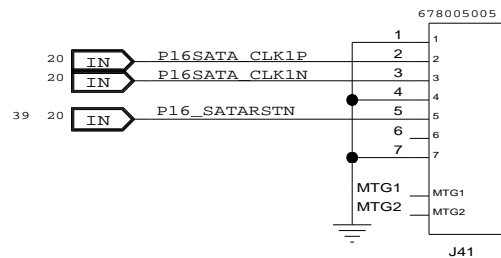 678005005
1 1
20 IN P16SATA_CLK1P 2 2
20 IN P16SATA_CLK1N 3 3
4 4
39 20 IN P16_SATARSTN 5 5
6 6
7 7
MTG1 MTG1
MTG2 MTG2
J41